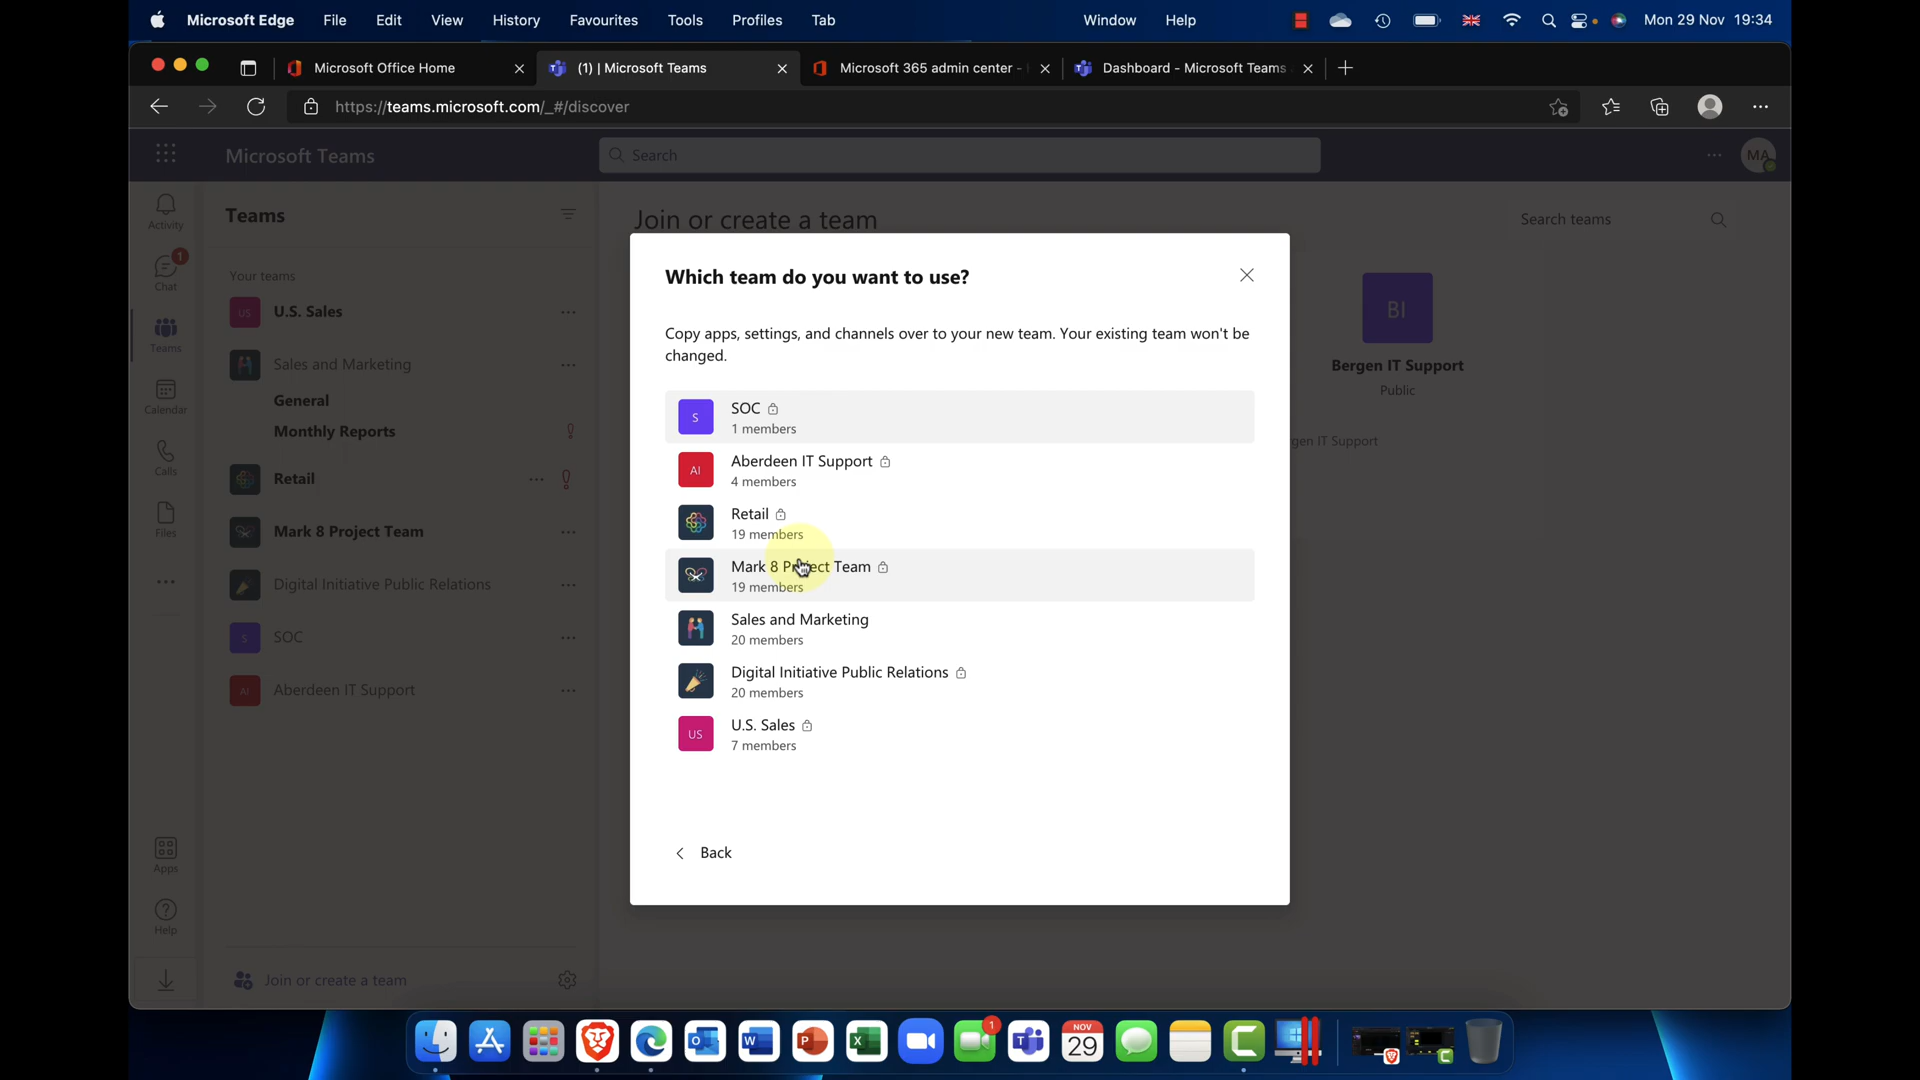 Microsoft Edge File Edit View History Favourites Tools Profiles Tab Window Help Mon 29 Nov 19:34
Microsoft Office Home (1) | Microsoft Teams Microsoft 365 admin center - Dashboard - Microsoft Teams
https://teams.microsoft.com/_#/discover
Microsoft Teams Search MA
Activity
Chat
1
Teams
Calendar
Calls
Files
Apps
Help
Teams
Your teams
US U.S. Sales
Sales and Marketing
General
Monthly Reports
Retail
Mark 8 Project Team
Digital Initiative Public Relations
S SOC
AI Aberdeen IT Support
Join or create a team
Join or create a team
Search teams
BI
Bergen IT Support
Public
gen IT Support
Which team do you want to use?
Copy apps, settings, and channels over to your new team. Your existing team won't be
changed.
S SOC
1 members
AI Aberdeen IT Support
4 members
Retail
19 members
Mark 8 Project Team
19 members
Sales and Marketing
20 members
Digital Initiative Public Relations
20 members
US U.S. Sales
7 members
Back
1
NOV
29